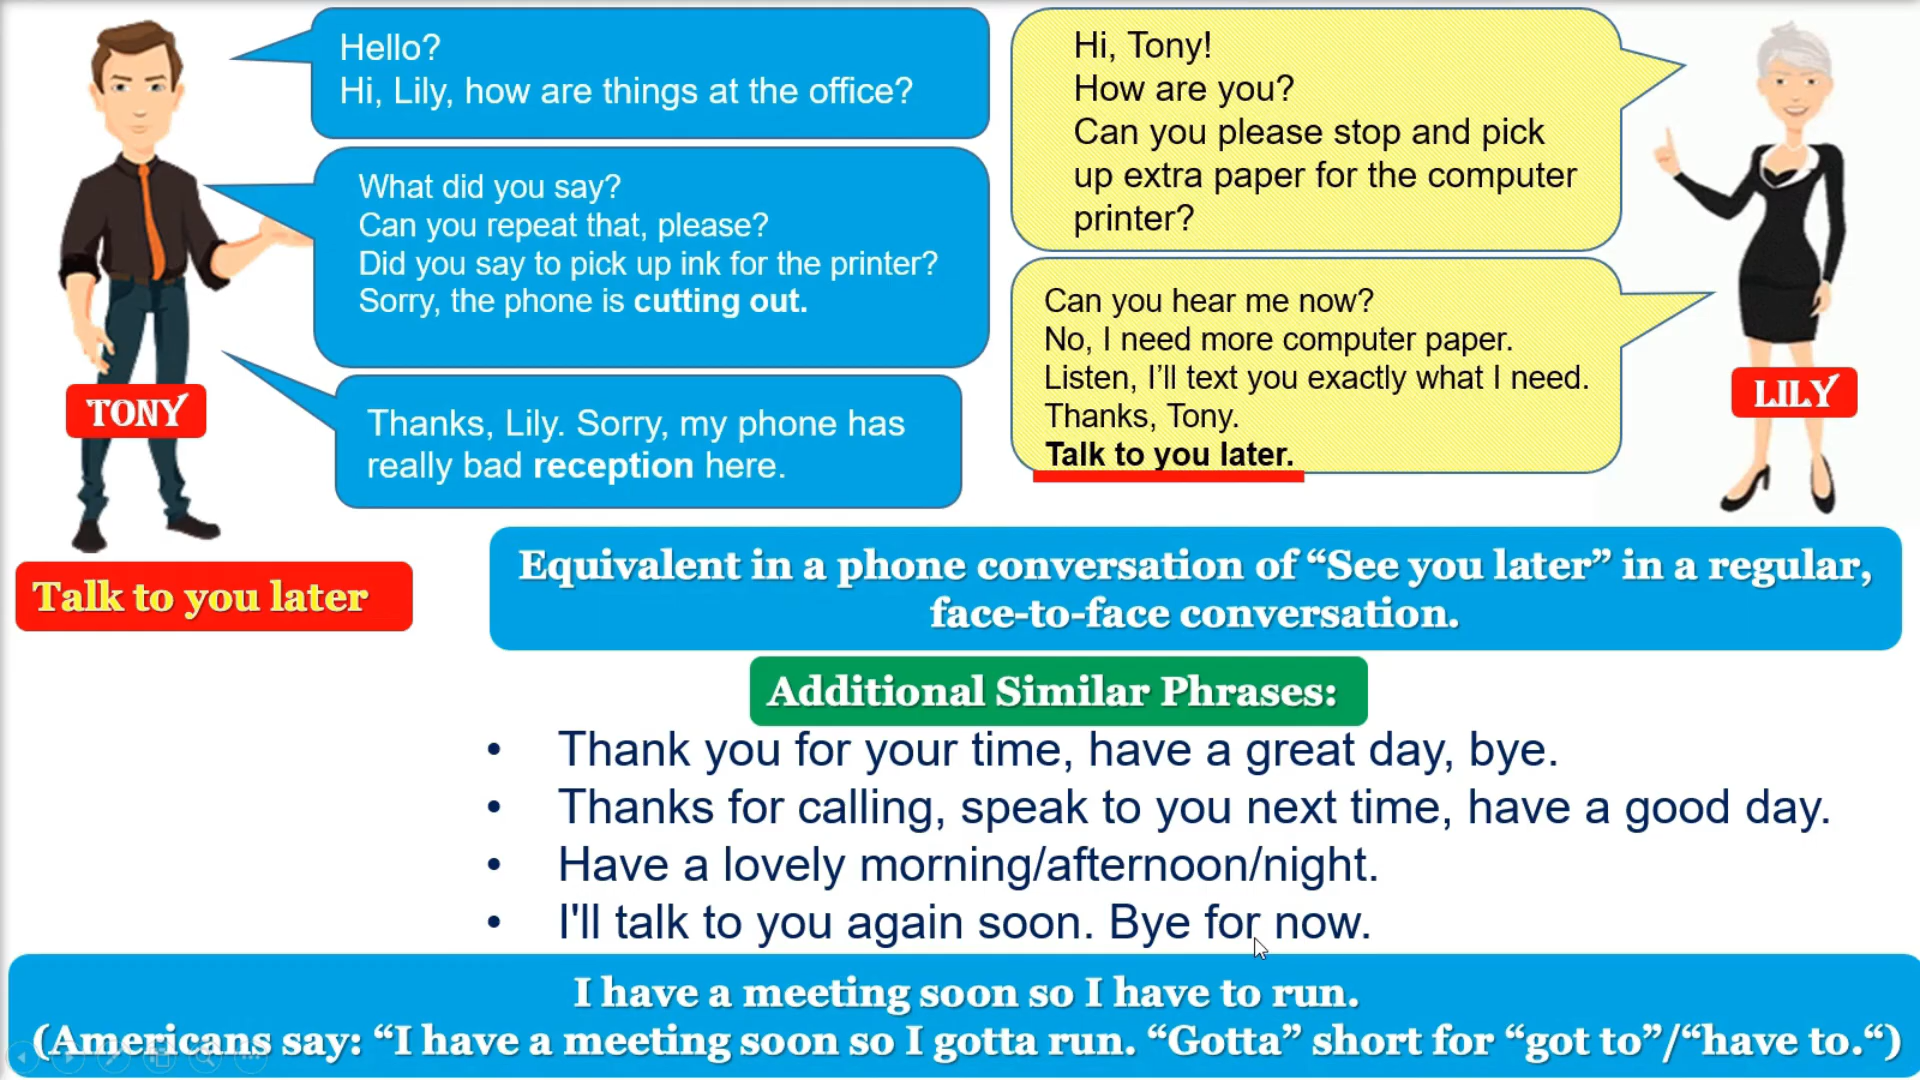 Hello?
Hi, Lily, how are things at the office?
Hi, Tony!
How are you?
Can you please stop and pick
up extra paper for the computer
printer?
What did you say?
Can you repeat that, please?
Did you say to pick up ink for the printer?
Sorry, the phone is cutting out.
Can you hear me now?
No, I need more computer paper.
Listen, I’ll text you exactly what I need.
Thanks, Tony.
Talk to you later.
Thanks, Lily. Sorry, my phone has
really bad reception here.
TONY
LILY
Talk to you later
Equivalent in a phone conversation of “See you later” in a regular,
face-to-face conversation.
Additional Similar Phrases:
• Thank you for your time, have a great day, bye.
• Thanks for calling, speak to you next time, have a good day.
• Have a lovely morning/afternoon/night.
• I'll talk to you again soon. Bye for now.
I have a meeting soon so I have to run.
(Americans say: “I have a meeting soon so I gotta run. “Gotta” short for “got to”/“have to.“)